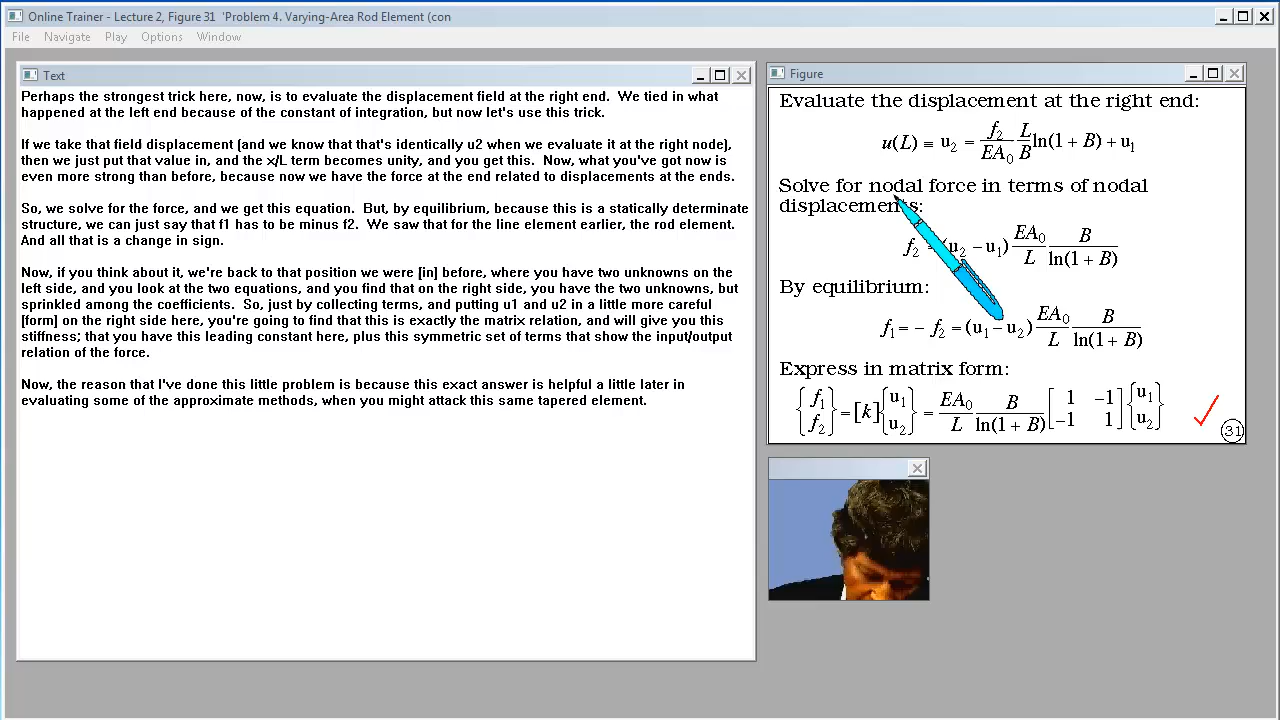 Online Trainer - Lecture 2, Figure 31 'Problem 4. Varying-Area Rod Element (con
File Navigate Play Options Window
Text
Perhaps the strongest trick here, now, is to evaluate the displacement field at the right end. We tied in what
happened at the left end because of the constant of integration, but now let's use this trick.
If we take that field displacement (and we know that that's identically u2 when we evaluate it at the right node),
then we just put that value in, and the x/L term becomes unity, and you get this. Now, what you've got now is
even more strong than before, because now we have the force at the end related to displacements at the ends.
So, we solve for the force, and we get this equation. But, by equilibrium, because this is a statically determinate
structure, we can just say that f1 has to be minus f2. We saw that for the line element earlier, the rod element.
And all that is a change in sign.
Now, if you think about it, we're back to that position we were [in] before, where you have two unknowns on the
left side, and you look at the two equations, and you find that on the right side, you have the two unknowns, but
sprinkled among the coefficients. So, just by collecting terms, and putting u1 and u2 in a little more careful
[form] on the right side here, you're going to find that this is exactly the matrix relation, and will give you this
stiffness; that you have this leading constant here, plus this symmetric set of terms that show the input/output
relation of the force.
Now, the reason that I've done this little problem is because this exact answer is helpful a little later in
evaluating some of the approximate methods, when you might attack this same tapered element.
Figure
Evaluate the displacement at the right end:
u(L) ≡ u₂ = f₂/EA₀ L/B ln(1 + B) + u₁
Solve for nodal force in terms of nodal
displacements:
f₂ = (u₂ − u₁) EA₀/L B/ln(1 + B)
By equilibrium:
f₁ = − f₂ = (u₁ − u₂) EA₀/L B/ln(1 + B)
Express in matrix form:
{f₁ f₂} = [k]{u₁ u₂} = EA₀/L B/ln(1 + B) [1 −1 −1 1]{u₁ u₂}
31